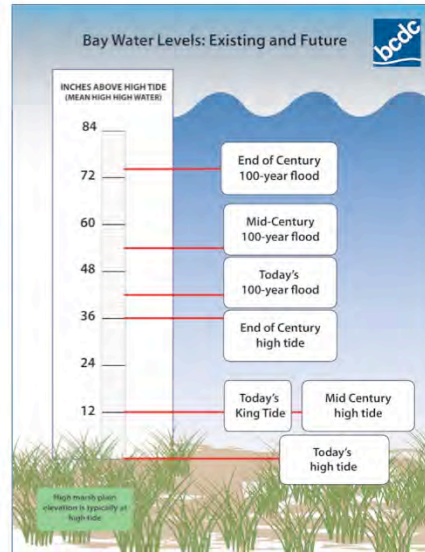 Bay Water Levels: Existing and Future
bcdc
INCHES ABOVE HIGH TIDE
(MEAN HIGH HIGH WATER)
84
72
60
48
36
24
12
End of Century
100-year flood
Mid-Century
100-year flood
Today's
100-year flood
End of Century
high tide
Today's
King Tide
Mid Century
high tide
Today's
high tide
High marsh plain
elevation is typically at
high tide